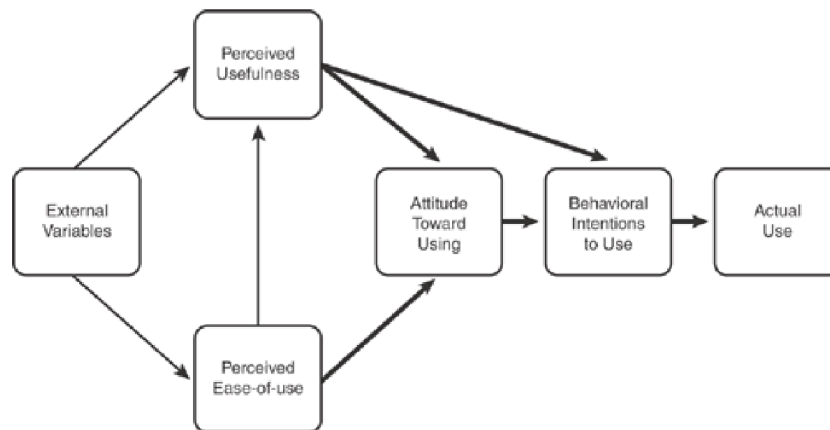 Perceived
Usefulness
External
Variables
Attitude
Toward
Using
Behavioral
Intentions
to Use
Actual
Use
Perceived
Ease-of-use